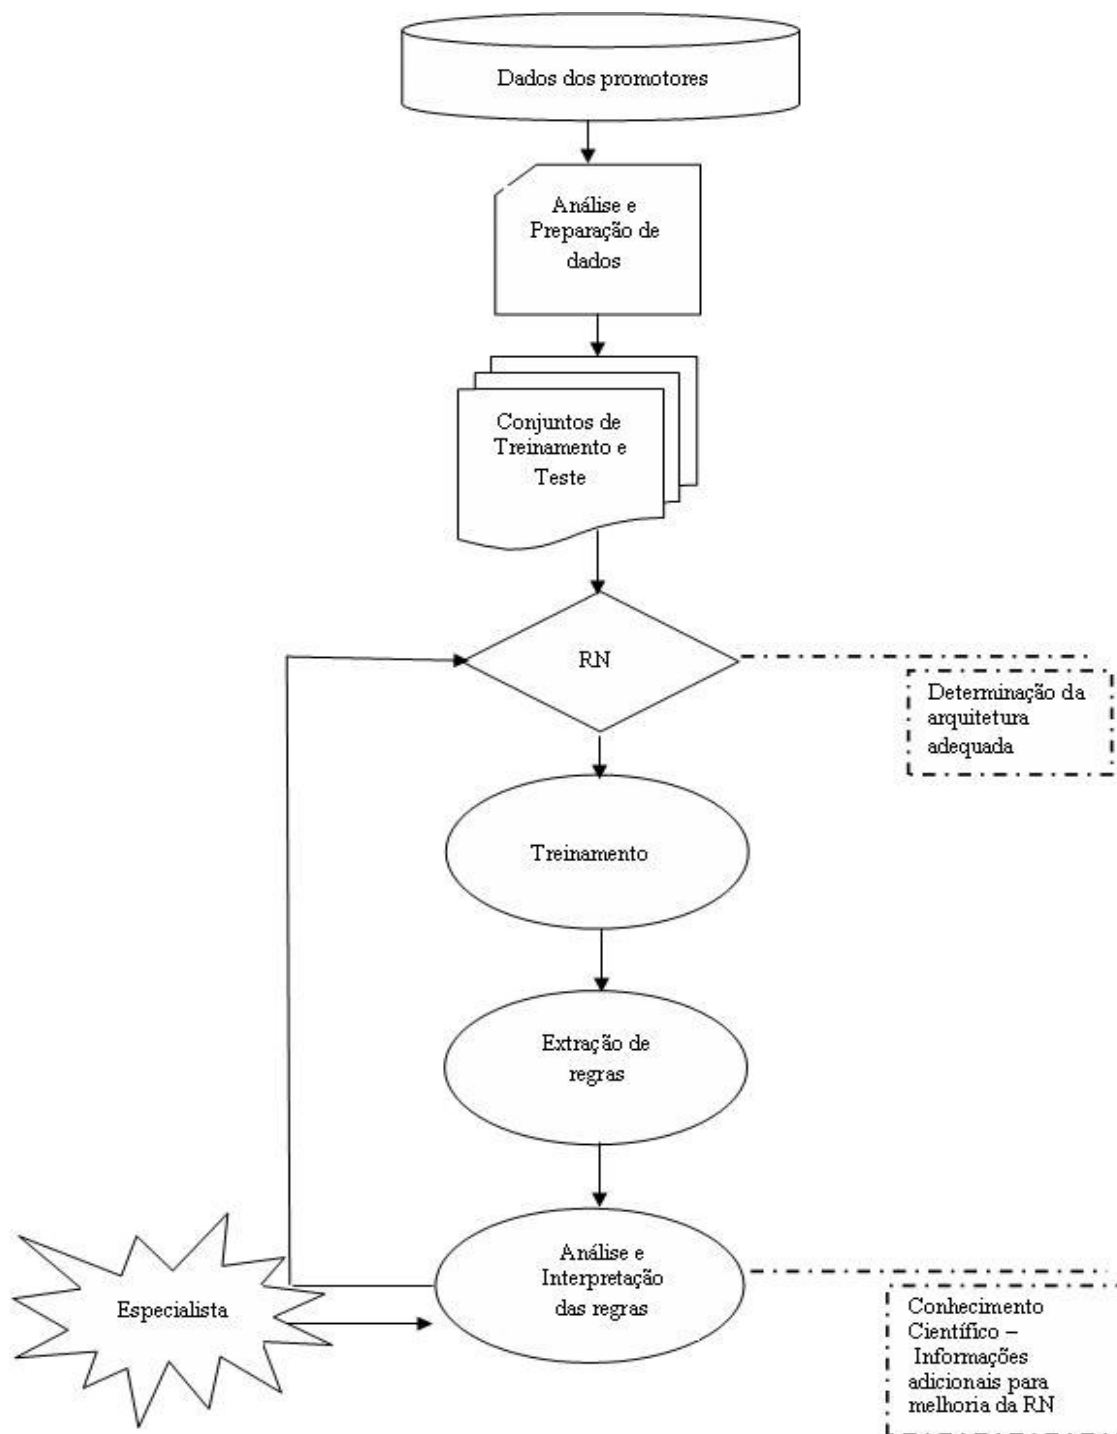 Dados dos promotores
Análise e
Preparação de
dados
Conjuntos de
Treinamento e
Teste
RN
Determinação da
arquitetura
adequada
Treinamento
Extração de
regras
Análise e
Interpretação
das regras
Especialista
Conhecimento
Científico –
Informações
adicionais para
melhoria da RN